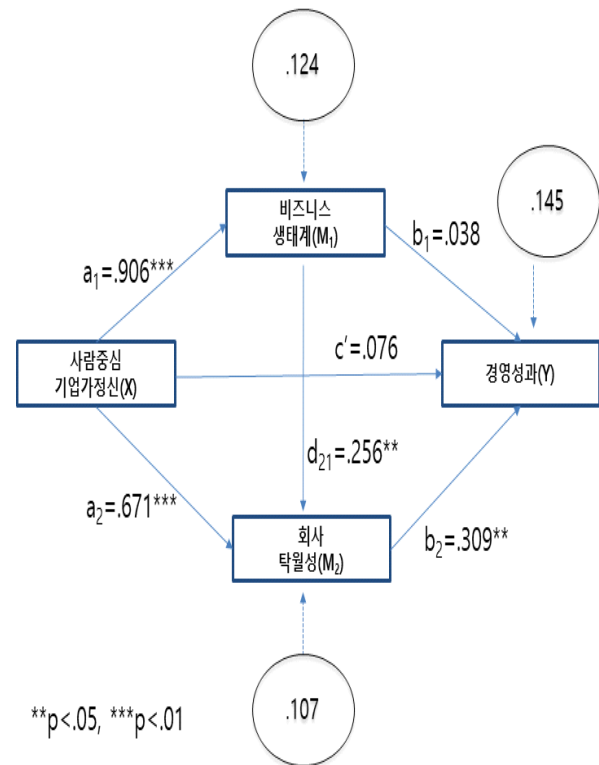 .124
.145
비즈니스
생태계(M₁)
b₁=.038
a₁=.906***
사람중심
기업가정신(X)
c′=.076
경영성과(Y)
d₂₁=.256**
a₂=.671***
회사
탁월성(M₂)
b₂=.309**
.107
**p<.05, ***p<.01